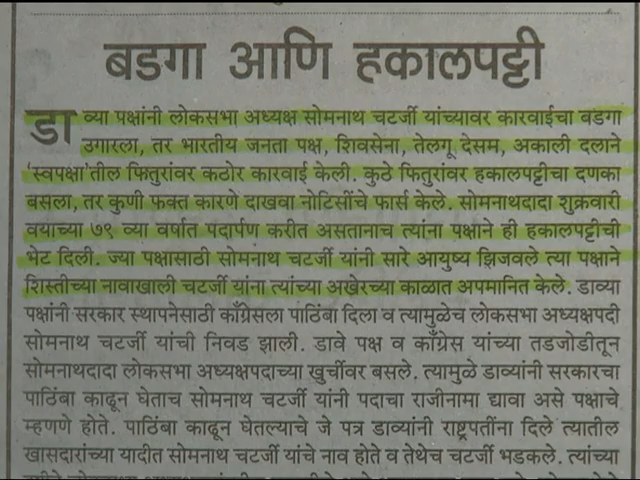 बडगा आणि हकालपट्टी
डाव्या पक्षांनी लोकसभा अध्यक्ष सोमनाथ चटर्जी यांच्यावर कारवाईचा बडगा
उगारला, तर भारतीय जनता पक्ष, शिवसेना, तेलगू देसम, अकाली दलाने
'स्वपक्षा'तील फितुरांवर कठोर कारवाई केली. कुठे फितुरांवर हकालपट्टीचा दणका
बसला, तर कुणी फक्त कारणे दाखवा नोटिसींचे फार्स केले. सोमनाथदादा शुक्रवारी
वयाच्या ७९ व्या वर्षात पदार्पण करीत असतानाच त्यांना पक्षाने ही हकालपट्टीची
भेट दिली. ज्या पक्षासाठी सोमनाथ चटर्जी यांनी सारे आयुष्य झिजवले त्या पक्षाने
शिस्तीच्या नावाखाली चटर्जी यांना त्यांच्या अखेरच्या काळात अपमानित केले. डाव्या
पक्षांनी सरकार स्थापनेसाठी काँग्रेसला पाठिंबा दिला व त्यामुळेच लोकसभा अध्यक्षपदी
सोमनाथ चटर्जी यांची निवड झाली. डावे पक्ष व काँग्रेस यांच्या तडजोडीतून
सोमनाथदादा लोकसभा अध्यक्षपदाच्या खुर्चीवर बसले. त्यामुळे डाव्यांनी सरकारचा
पाठिंबा काढून घेताच सोमनाथ चटर्जी यांनी पदाचा राजीनामा द्यावा असे पक्षाचे
म्हणणे होते. पाठिंबा काढून घेतल्याचे जे पत्र डाव्यांनी राष्ट्रपतींना दिले त्यातील
खासदारांच्या यादीत सोमनाथ चटर्जी यांचे नाव होते व तेथेच चटर्जी भडकले. त्यांच्या